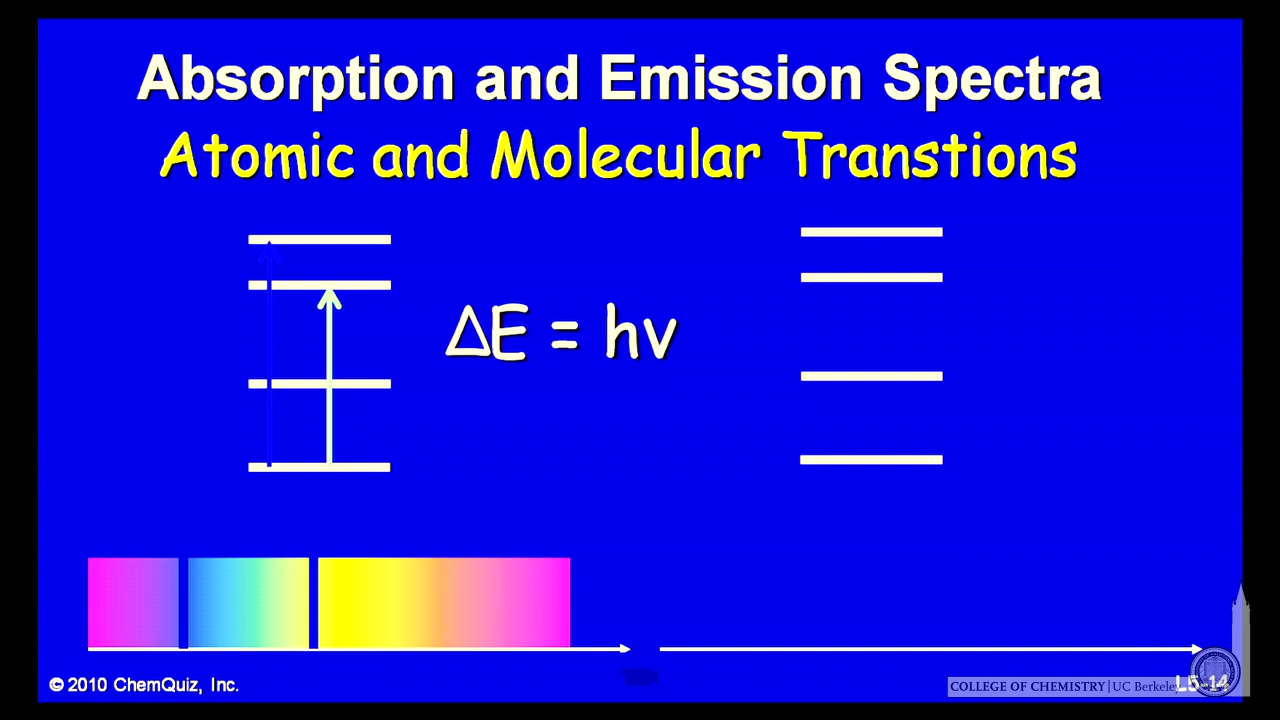 Absorption and Emission Spectra
Atomic and Molecular Transtions
ΔE = hν
© 2010 ChemQuiz, Inc.
COLLEGE OF CHEMISTRY | UC Berkeley
L5-14